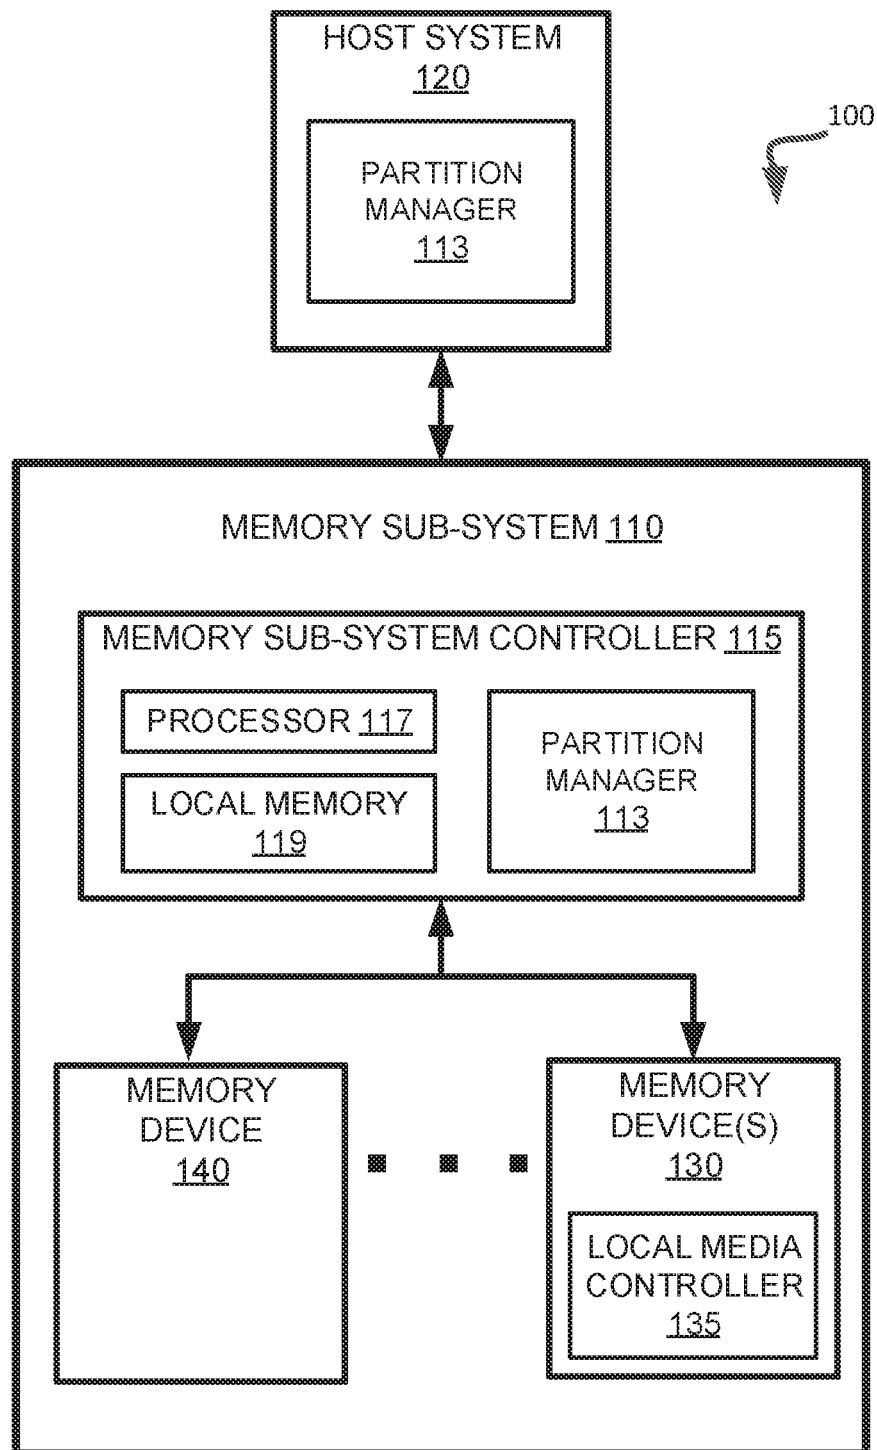 HOST SYSTEM
120
100
PARTITION
MANAGER
113
MEMORY SUB-SYSTEM 110
MEMORY SUB-SYSTEM CONTROLLER 115
PROCESSOR 117
LOCAL MEMORY
119
PARTITION
MANAGER
113
MEMORY
DEVICE
140
MEMORY
DEVICE(S)
130
LOCAL MEDIA
CONTROLLER
135